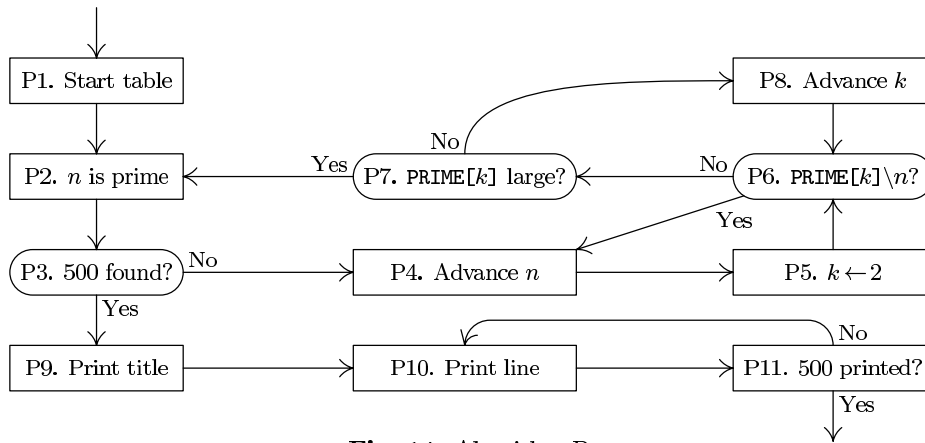 P1. Start table
P8. Advance k
No
Yes
No
P2. n is prime
P7. PRIME[k] large?
P6. PRIME[k]\n?
Yes
No
P3. 500 found?
P4. Advance n
P5. k ← 2
Yes
No
P9. Print title
P10. Print line
P11. 500 printed?
Yes